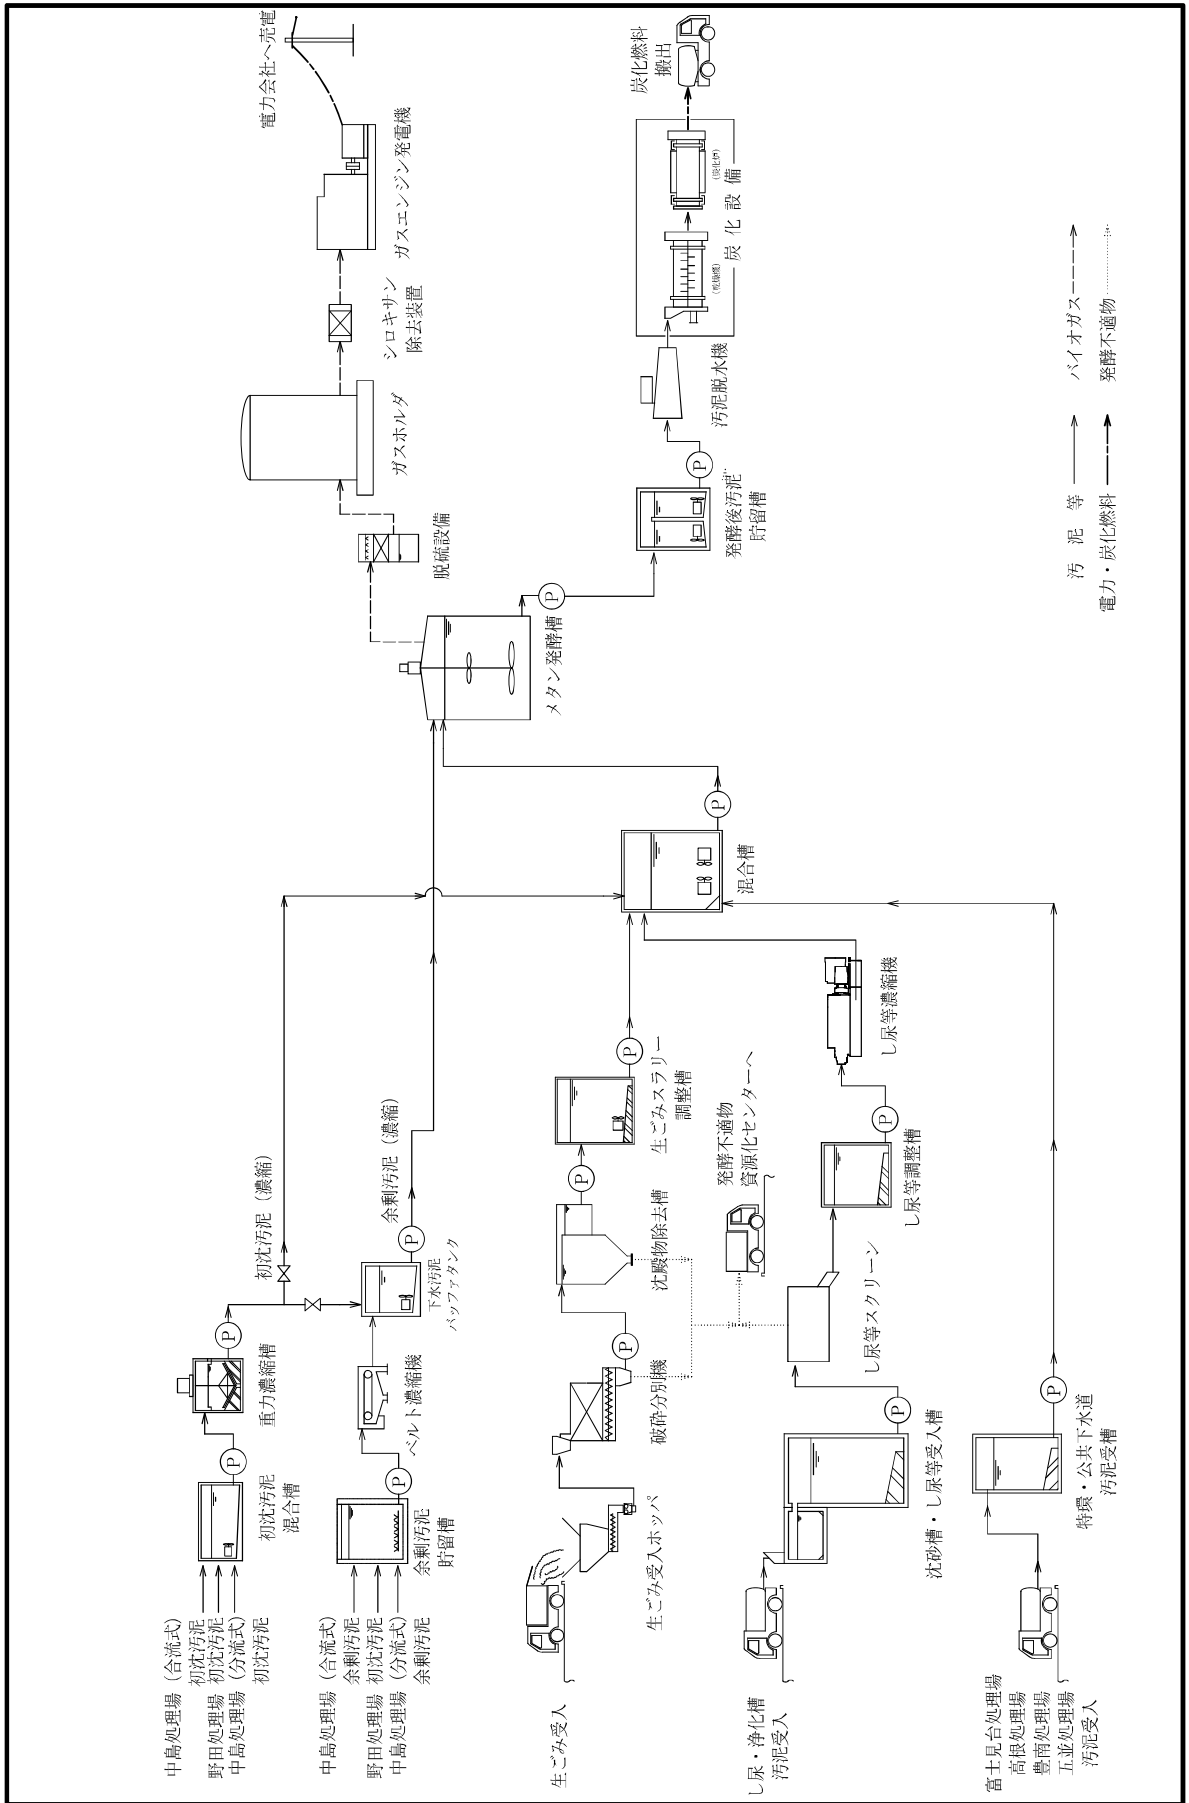 中島処理場（合流式）
初沈汚泥
野田処理場 初沈汚泥
中島処理場（分流式）
初沈汚泥
初沈汚泥
混合槽
P
重力濃縮槽
P
初沈汚泥（濃縮）
中島処理場（合流式）
余剰汚泥
野田処理場 初沈汚泥
中島処理場（分流式）
余剰汚泥
余剰汚泥
貯留槽
P
ベルト濃縮機
下水汚泥
バッファタンク
P
余剰汚泥（濃縮）
生ごみ受入
生ごみ受入ホッパ
破砕分別機
P
沈殿物除去槽
P
生ごみスラリー
調整槽
P
発酵不適物
資源化センターへ
し尿・浄化槽
汚泥受入
沈砂槽・し尿等受入槽
P
し尿等スクリーン
し尿等調整槽
P
し尿等濃縮機
富士見台処理場
高根処理場
豊南処理場
五並処理場
汚泥受入
特環・公共下水道
汚泥受槽
P
混合槽
P
メタン発酵槽
P
脱硫設備
ガスホルダ
シロキサン
除去装置
ガスエンジン発電機
電力会社へ売電
発酵後汚泥
貯留槽
P
汚泥脱水機
(乾燥機)
(炭化炉)
炭化設備
炭化燃料
搬出
汚泥等
バイオガス
電力・炭化燃料
発酵不適物